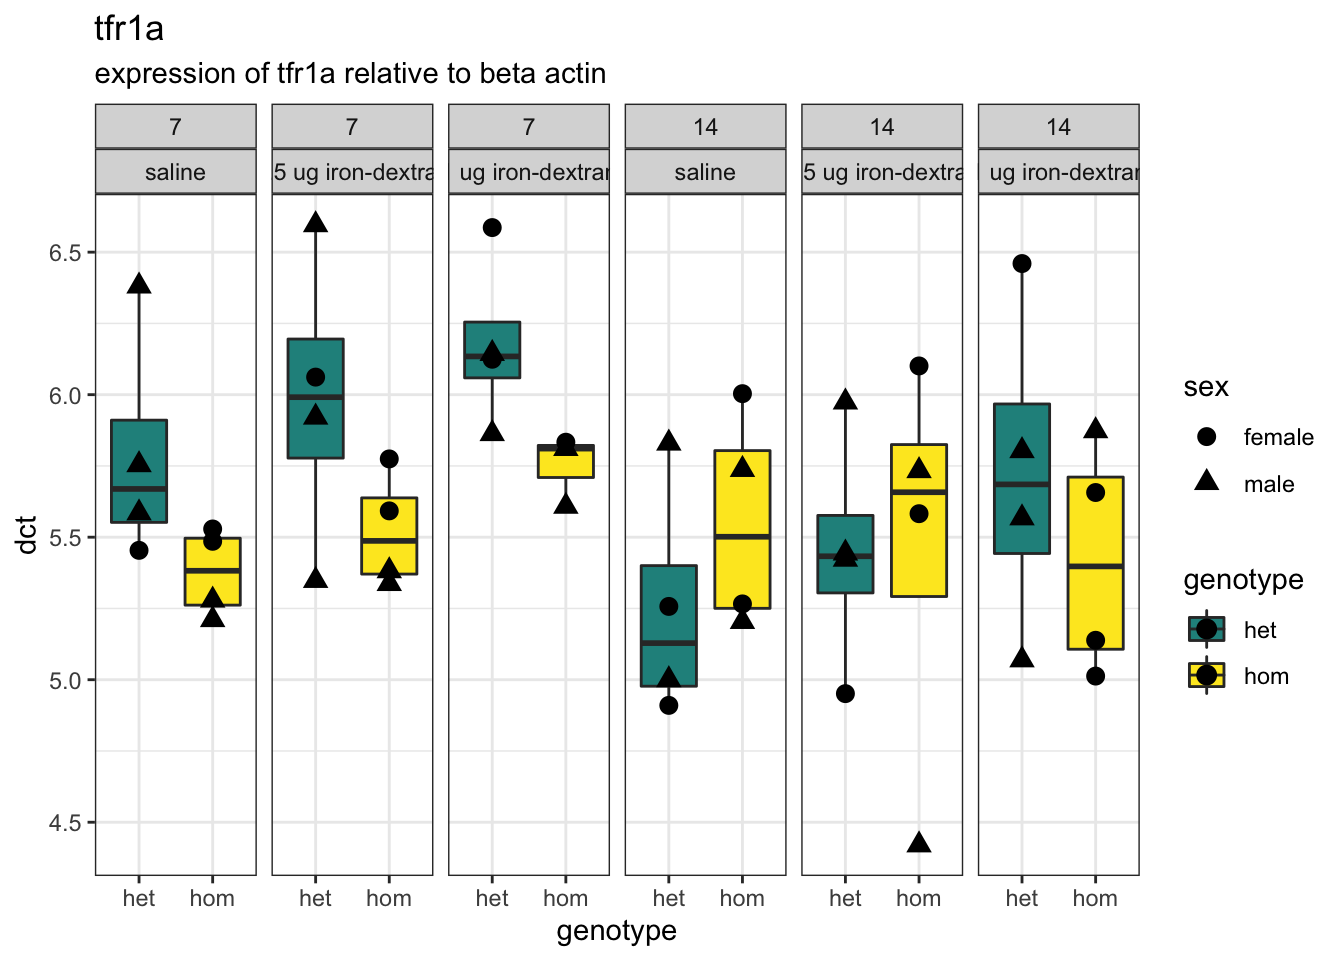 tfr1a
expression of tfr1a relative to beta actin
7 7 7 14 14 14
saline 5 ug iron-dextra ug iron-dextra saline 5 ug iron-dextra ug iron-dextra
6.5
6.0
5.5
5.0
4.5
dct
het hom het hom het hom het hom het hom het hom
genotype
sex
female
male
genotype
het
hom